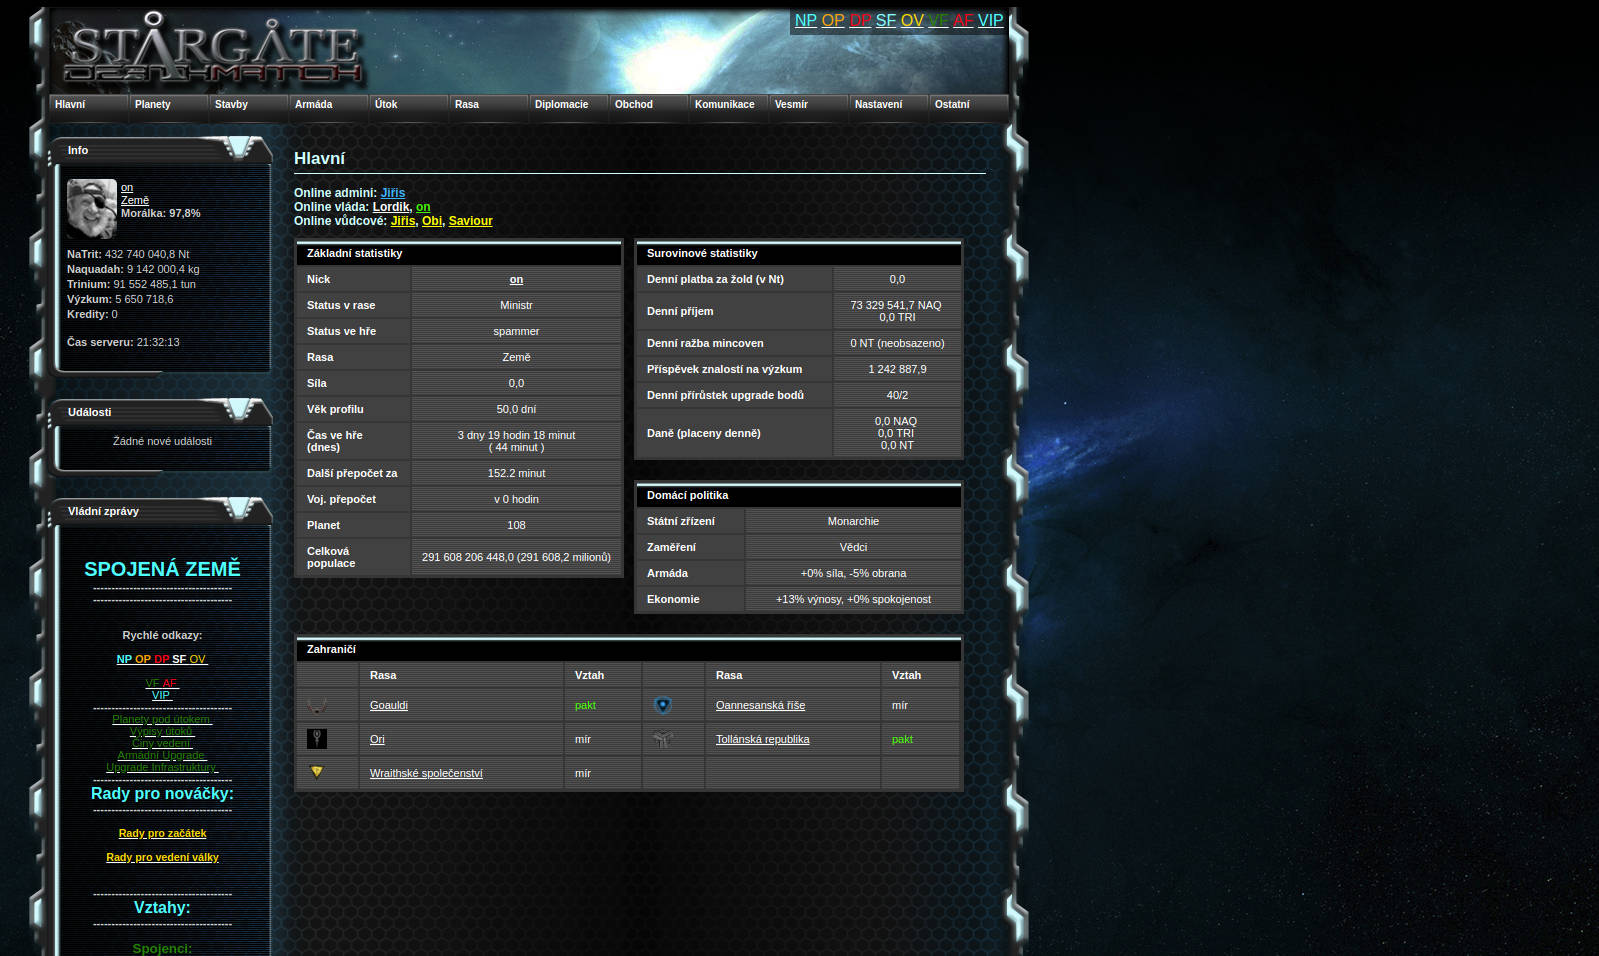 STARGATE
DEATHMATCH
NP OP DP SF OV VF AF VIP
Hlavní Planety Stavby Armáda Útok Rasa Diplomacie Obchod Komunikace Vesmír Nastavení Ostatní
Info
on
Země
Morálka: 97,8%
NaTrit: 432 740 040,8 Nt
Naquadah: 9 142 000,4 kg
Trinium: 91 552 485,1 tun
Výzkum: 5 650 718,6
Kredity: 0
Čas serveru: 21:32:13
Události
Žádné nové události
Vládní zprávy
SPOJENÁ ZEMĚ
--------------------------------------
--------------------------------------
Rychlé odkazy:
NP OP DP SF OV
VF AF
VIP
--------------------------------------
Planety pod útokem
Výpisy útoků
Činy vedení
Armádní Upgrade
Upgrade Infrastruktury
--------------------------------------
Rady pro nováčky:
--------------------------------------
Rady pro začátek
Rady pro vedení války
--------------------------------------
Vztahy:
--------------------------------------
Spojenci:
Hlavní
Online admini: Jiřis
Online vláda: Lordik, on
Online vůdcové: Jiřis, Obi, Saviour
Základní statistiky
Nick on
Status v rase Ministr
Status ve hře spammer
Rasa Země
Síla 0,0
Věk profilu 50,0 dní
Čas ve hře 3 dny 19 hodin 18 minut
(dnes) ( 44 minut )
Další přepočet za 152.2 minut
Voj. přepočet v 0 hodin
Planet 108
Celková
populace 291 608 206 448,0 (291 608,2 milionů)
Surovinové statistiky
Denní platba za žold (v Nt) 0,0
Denní příjem 73 329 541,7 NAQ
0,0 TRI
Denní ražba mincoven 0 NT (neobsazeno)
Příspěvek znalostí na výzkum 1 242 887,9
Denní přírůstek upgrade bodů 40/2
Daně (placeny denně) 0,0 NAQ
0,0 TRI
0,0 NT
Domácí politika
Státní zřízení Monarchie
Zaměření Vědci
Armáda +0% síla, -5% obrana
Ekonomie +13% výnosy, +0% spokojenost
Zahraničí
Rasa Vztah Rasa Vztah
Goauldi pakt Oannesanská říše mír
Ori mír Tollánská republika pakt
Wraithské společenství mír